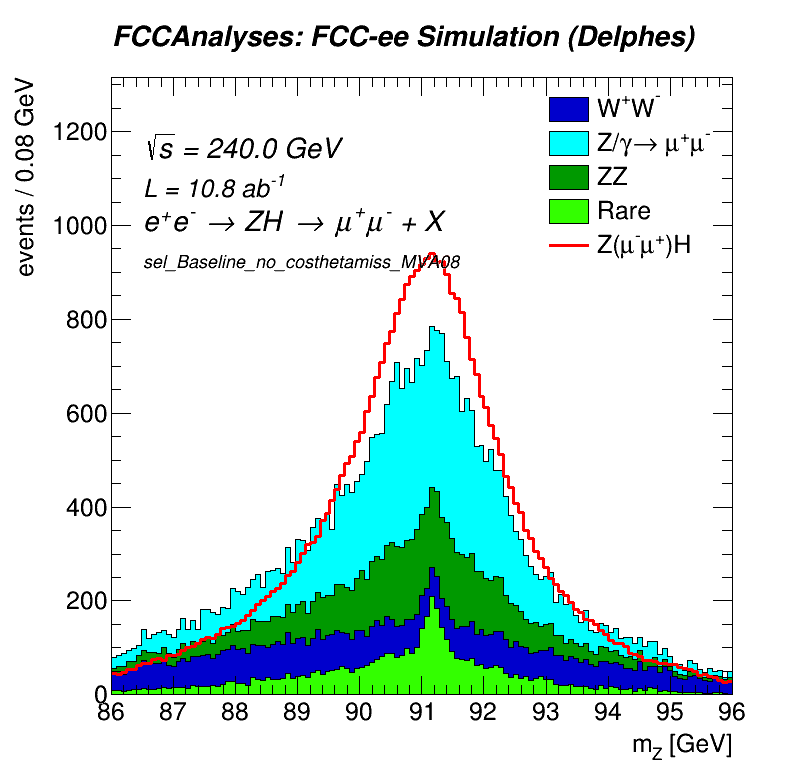 FCCAnalyses: FCC-ee Simulation (Delphes)
events / 0.08 GeV
1200
1000
800
600
400
200
0
√s = 240.0 GeV
L = 10.8 ab⁻¹
e⁺e⁻ → ZH → μ⁺μ⁻ + X
sel_Baseline_no_costhetamiss_MVA08
W⁺W⁻
Z/γ→ μ⁺μ⁻
ZZ
Rare
Z(μ⁻μ⁺)H
86 87 88 89 90 91 92 93 94 95 96
m_Z [GeV]